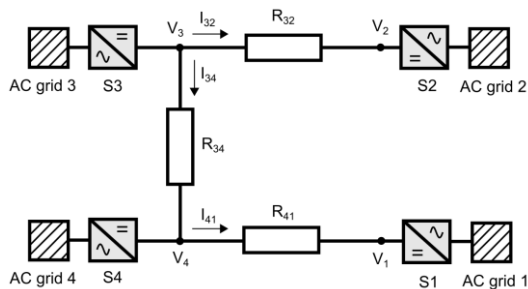 V3 I32 R32 V2
AC grid 3 S3 I34 S2 AC grid 2
R34
I41 R41
AC grid 4 S4 V4 V1 S1 AC grid 1